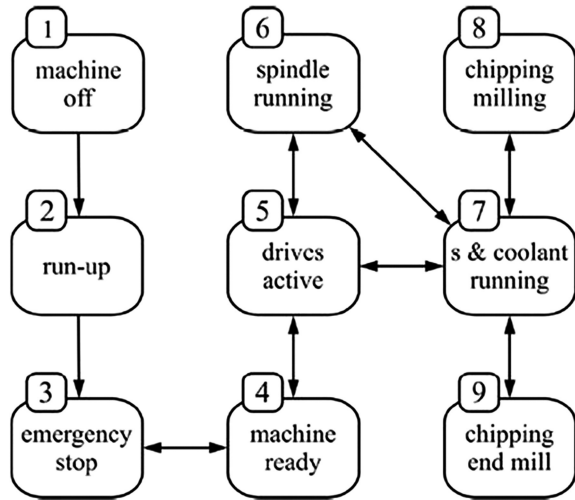 1
machine
off
2
run-up
3
emergency
stop
6
spindle
running
5
drives
active
4
machine
ready
8
chipping
milling
7
s & coolant
running
9
chipping
end mill